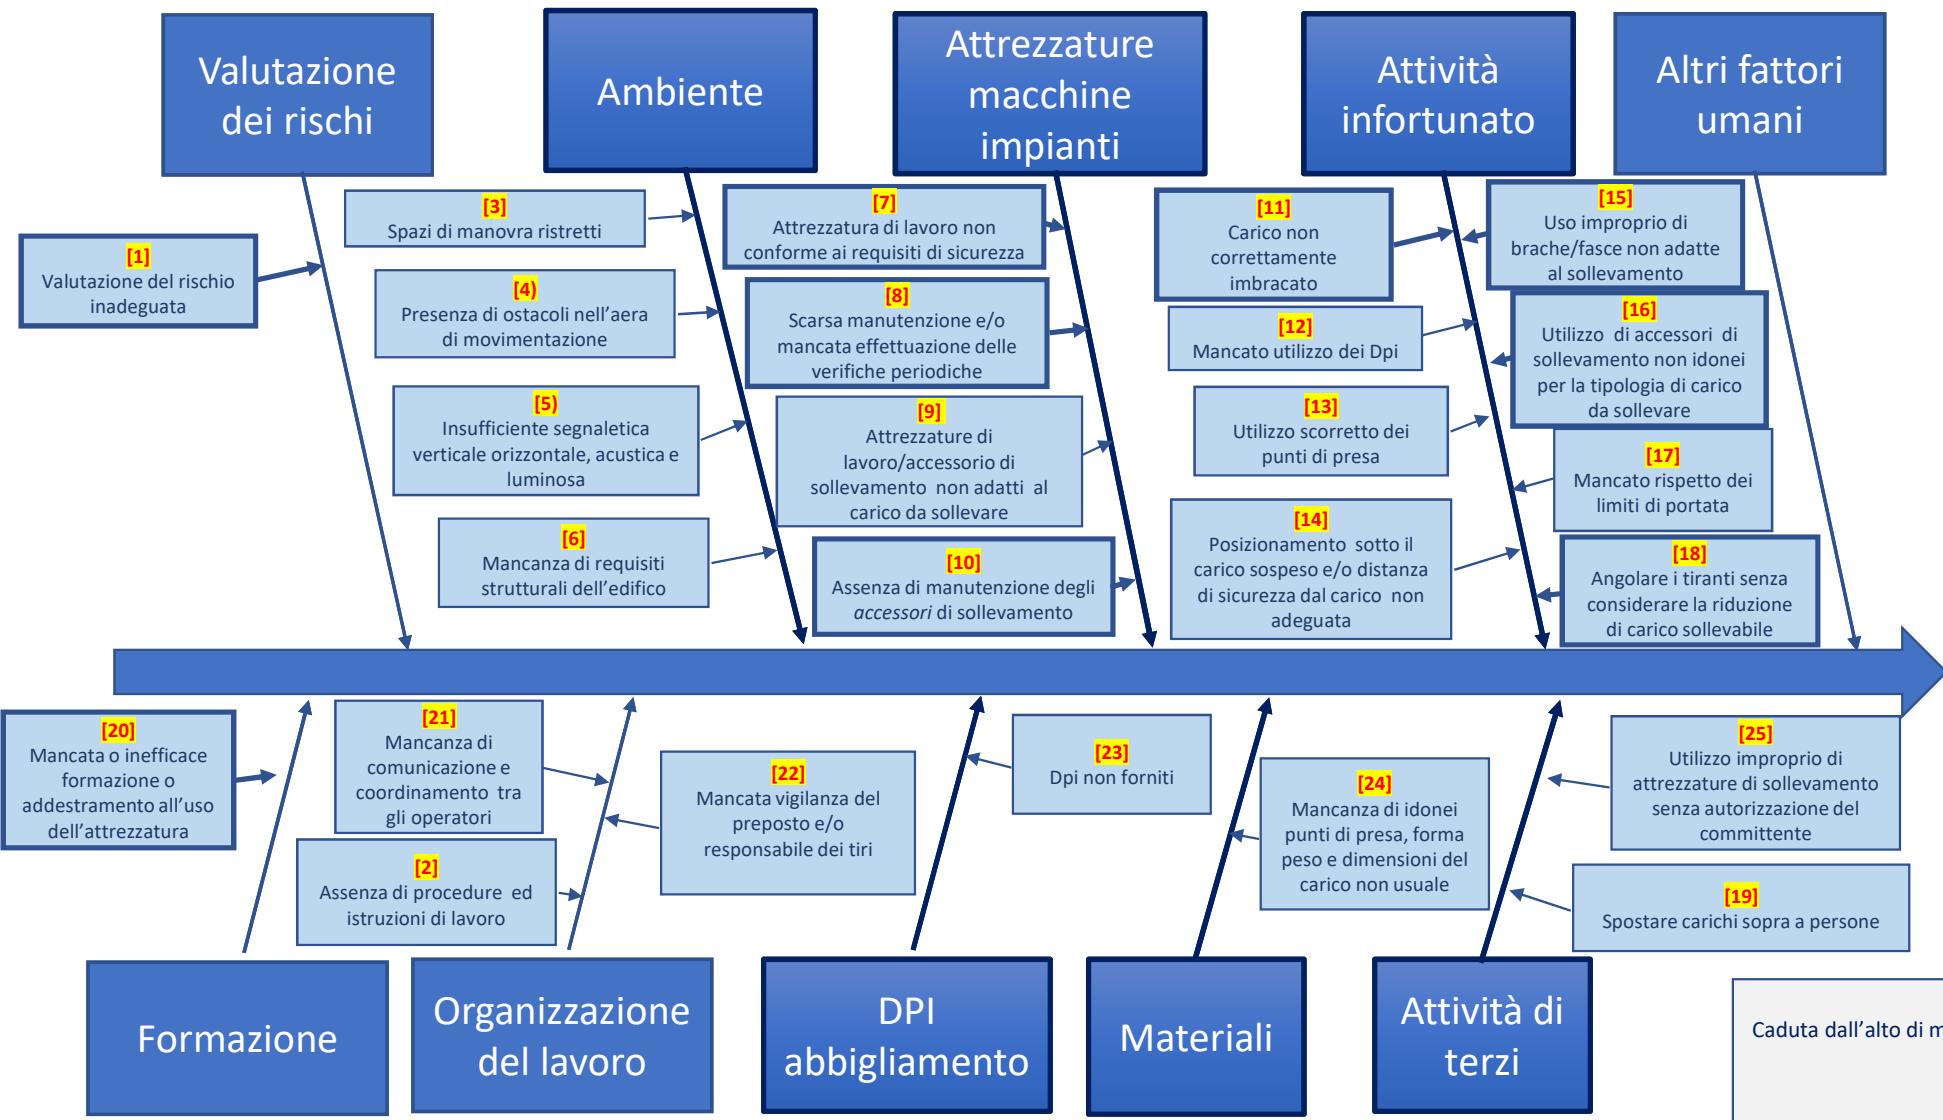 Valutazione
dei rischi
Ambiente
Attrezzature
macchine
impianti
Attività
infortunato
Altri fattori
umani
[1]
Valutazione del rischio
inadeguata
[3]
Spazi di manovra ristretti
[4)
Presenza di ostacoli nell'aera
di movimentazione
[5)
Insufficiente segnaletica
verticale orizzontale, acustica e
luminosa
[6]
Mancanza di requisiti
strutturali dell'edifico
[7]
Attrezzatura di lavoro non
conforme ai requisiti di sicurezza
[8]
Scarsa manutenzione e/o
mancata effettuazione delle
verifiche periodiche
[9]
Attrezzature di
lavoro/accessorio di
sollevamento non adatti al
carico da sollevare
[10]
Assenza di manutenzione degli
accessori di sollevamento
[11]
Carico non
correttamente
imbracato
[12]
Mancato utilizzo dei Dpi
[13]
Utilizzo scorretto dei
punti di presa
[14]
Posizionamento sotto il
carico sospeso e/o distanza
di sicurezza dal carico non
adeguata
[15]
Uso improprio di
brache/fasce non adatte
al sollevamento
[16]
Utilizzo di accessori di
sollevamento non idonei
per la tipologia di carico
da sollevare
[17]
Mancato rispetto dei
limiti di portata
[18]
Angolare i tiranti senza
considerare la riduzione
di carico sollevabile
[20]
Mancata o inefficace
formazione o
addestramento all'uso
dell'attrezzatura
[21]
Mancanza di
comunicazione e
coordinamento tra
gli operatori
[2]
Assenza di procedure ed
istruzioni di lavoro
[22]
Mancata vigilanza del
preposto e/o
responsabile dei tiri
[23]
Dpi non forniti
[24]
Mancanza di idonei
punti di presa, forma
peso e dimensioni del
carico non usuale
[25]
Utilizzo improprio di
attrezzature di sollevamento
senza autorizzazione del
committente
[19]
Spostare carichi sopra a persone
Formazione
Organizzazione
del lavoro
DPI
abbigliamento
Materiali
Attività di
terzi
Caduta dall'alto di m